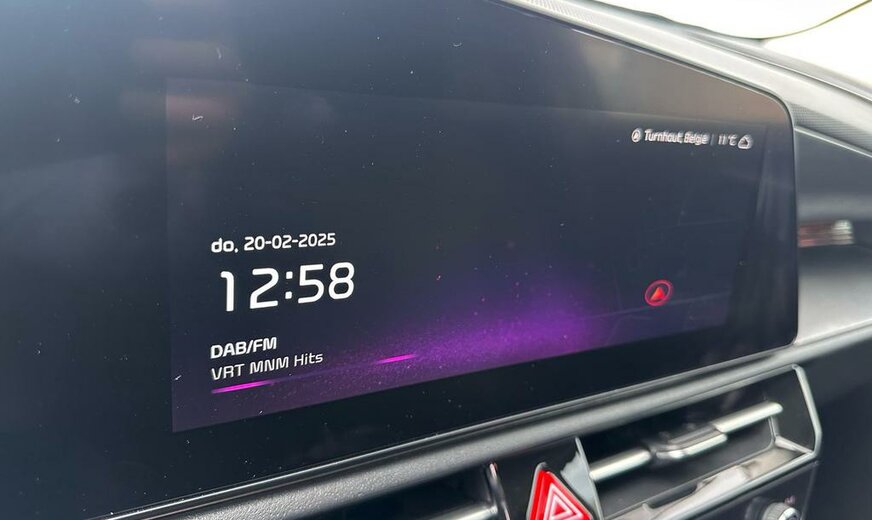 Turnhout, België | 11°C
do, 20-02-2025
12:58
DAB/FM
VRT MNM Hits